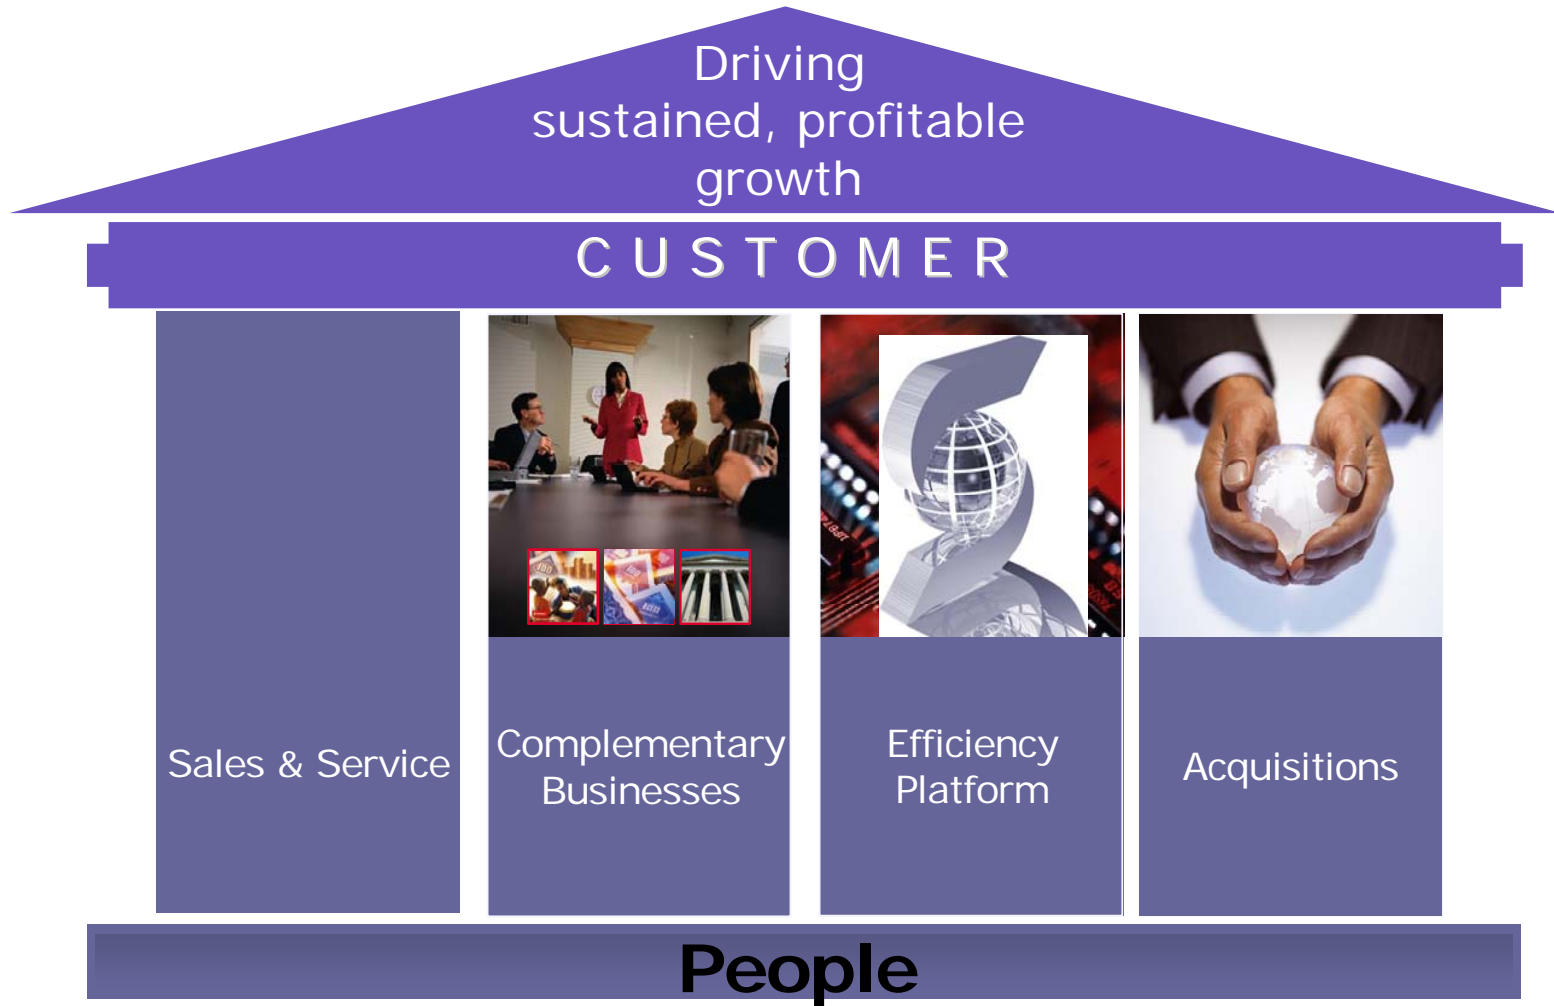 Driving
sustained, profitable
growth
CUSTOMER
Sales & Service
Complementary
Businesses
Efficiency
Platform
Acquisitions
People